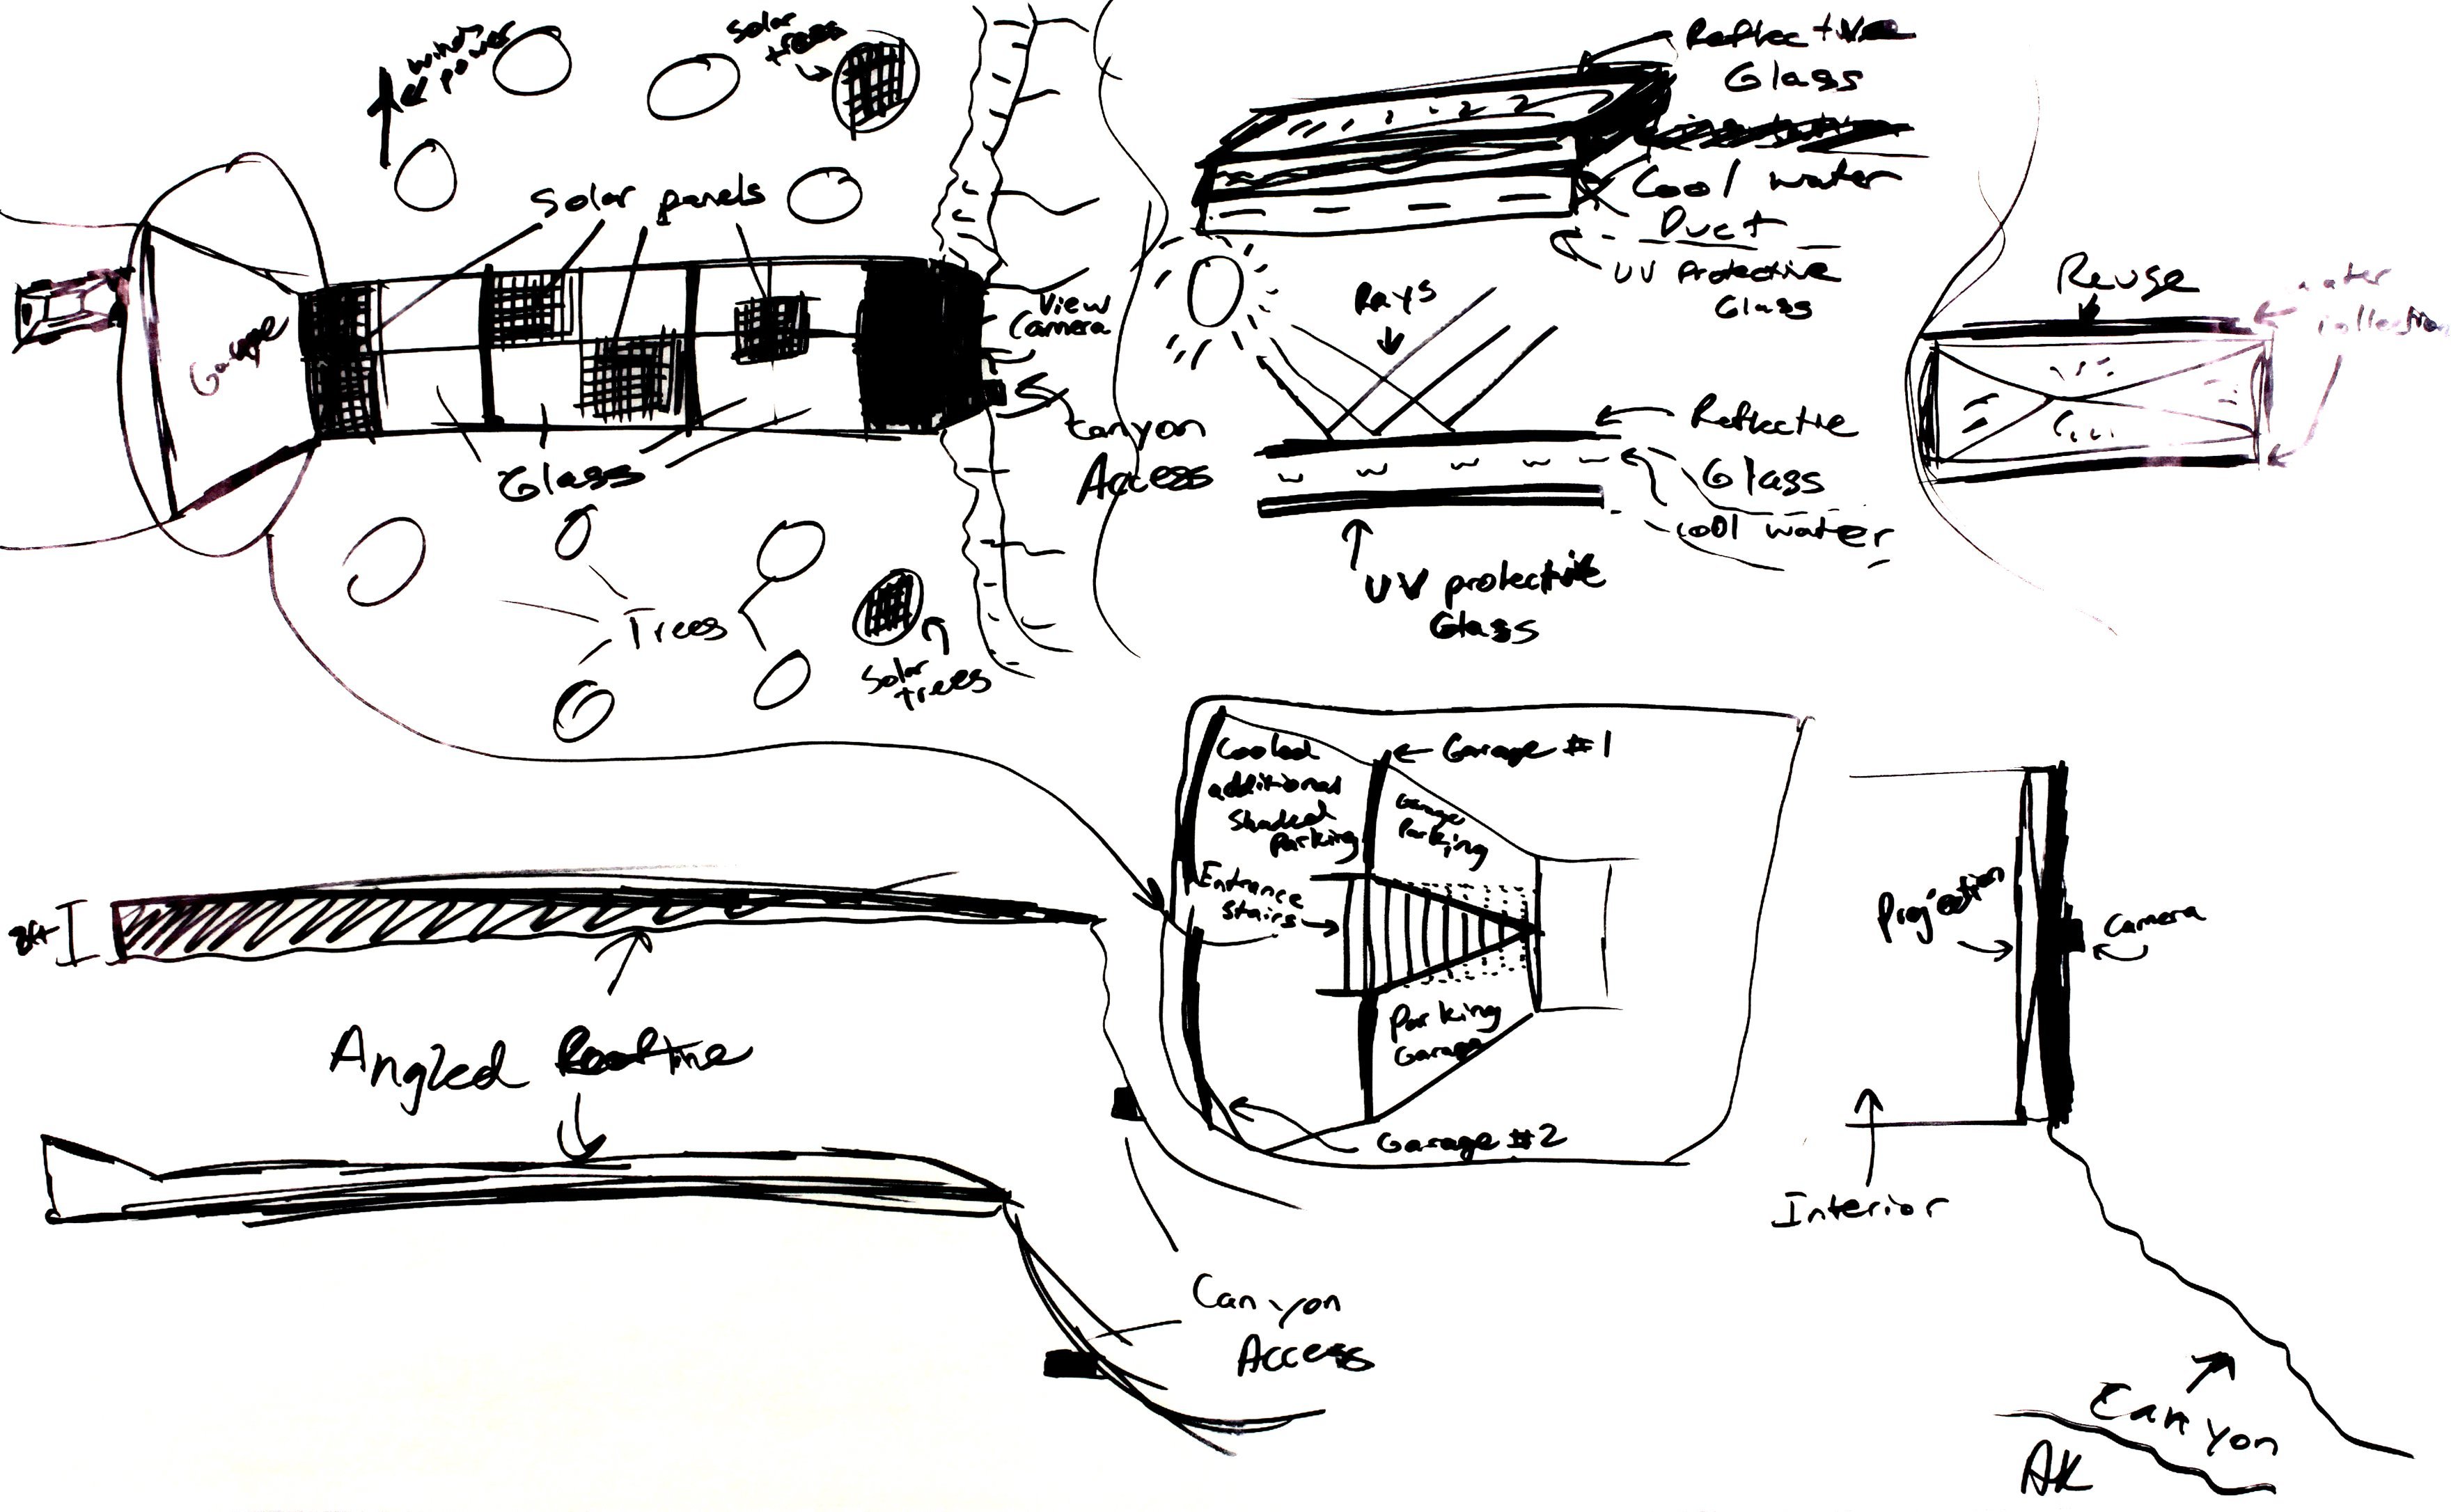 wind
power
solar
trees
solar panels
Garage
View
Camera
Canyon
Access
Glass
Trees
solar
trees
Reflective
Glass
Cool water
Duct
UV Protective
Glass
Rays
Reflective
Glass
cool water
UV protective
Glass
Reuse
water
collection
Cooled
additional
Shaded
Parking
Garage #1
Garage
Parking
Entrance
Stairs
Parking
Garage
Garage #2
8ft
Angled Roofline
Canyon
Access
Projection
Camera
Interior
Canyon
AK